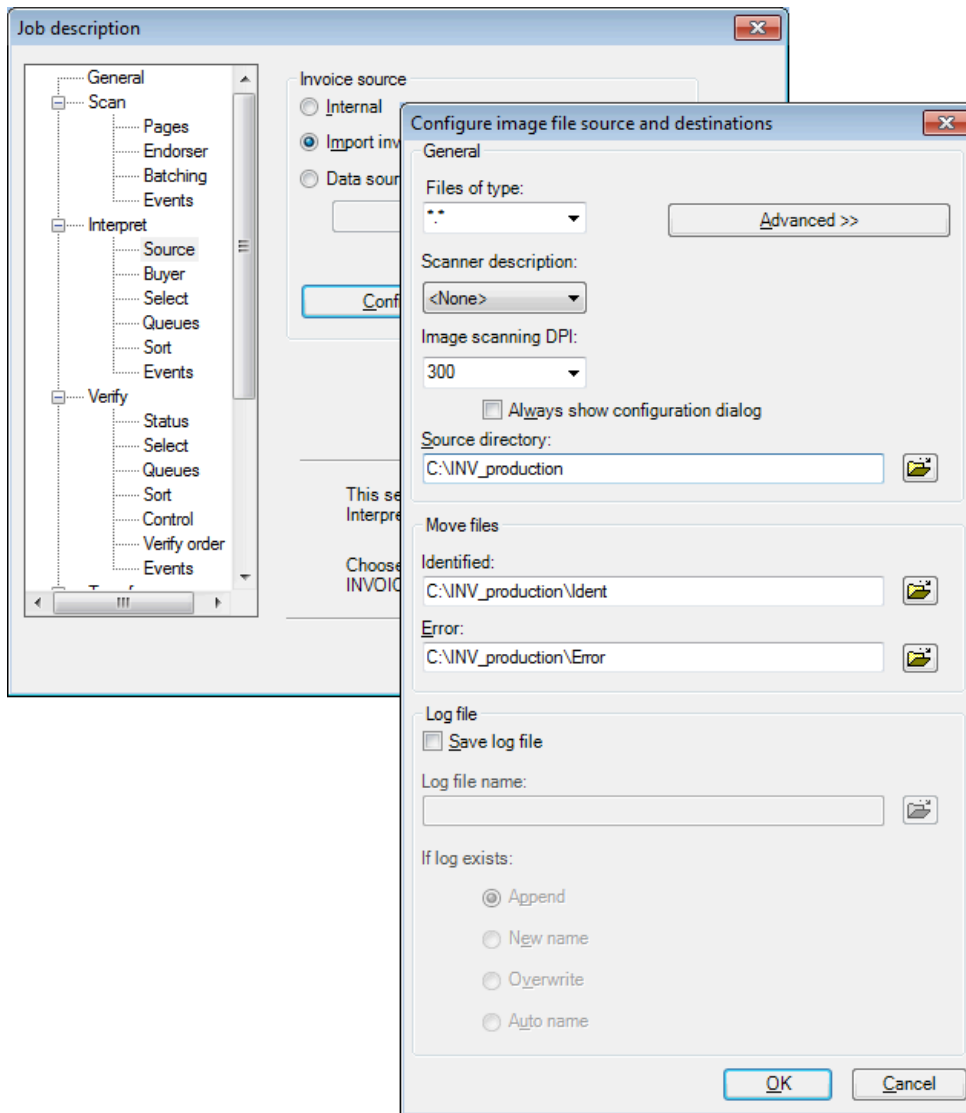 Job description
General
Scan
Pages
Endorser
Batching
Events
Interpret
Source
Buyer
Select
Queues
Sort
Events
Verify
Status
Select
Queues
Sort
Control
Verify order
Events
Invoice source
Internal
Import inv
Data sour
Conf
This se
Interpre
Choose
INVOIC
Configure image file source and destinations
General
Files of type:
*.*
Advanced >>
Scanner description:
<None>
Image scanning DPI:
300
Always show configuration dialog
Source directory:
C:\INV_production
Move files
Identified:
C:\INV_production\Ident
Error:
C:\INV_production\Error
Log file
Save log file
Log file name:
If log exists:
Append
New name
Overwrite
Auto name
OK
Cancel